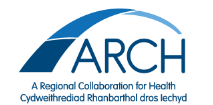 ARCH
A Regional Collaboration for Health
Cydweithrediad Rhanbarthol dros Iechyd